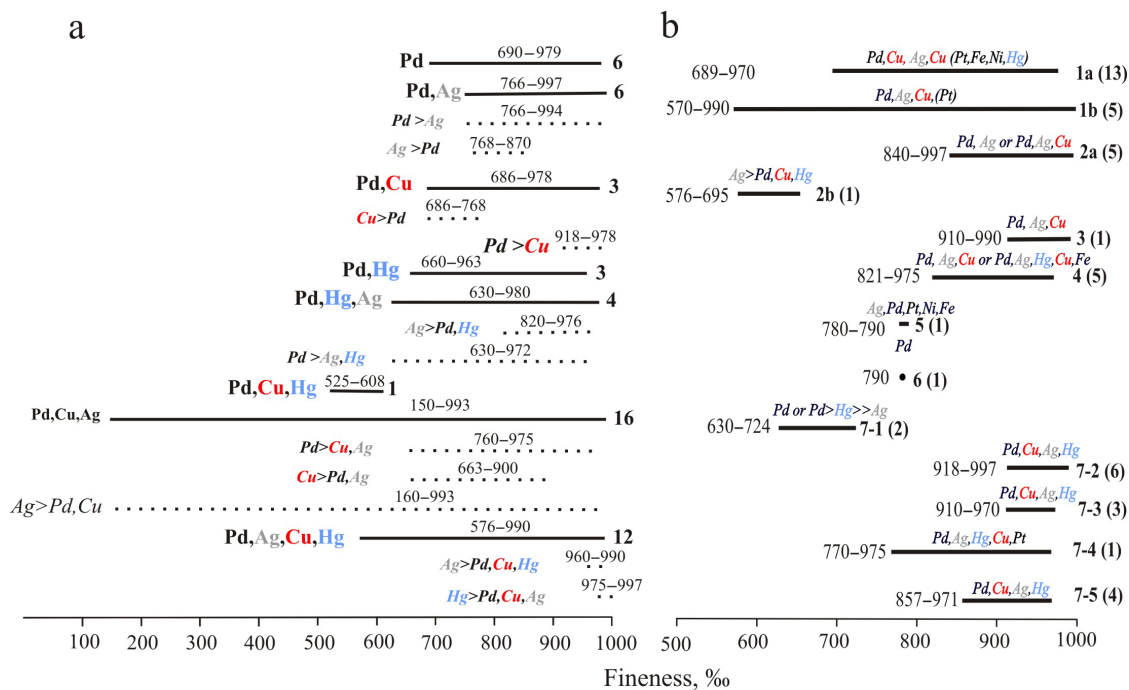 a
690–979
Pd 6
766–997
Pd,Ag 6
766–994
Pd >Ag
768–870
Ag >Pd
686–978
Pd,Cu 3
686–768
Cu>Pd
918–978
Pd >Cu
660–963
Pd,Hg 3
630–980
Pd,Hg,Ag 4
820–976
Ag>Pd,Hg
630–972
Pd >Ag,Hg
525–608
Pd,Cu,Hg 1
150–993
Pd,Cu,Ag 16
760–975
Pd>Cu,Ag
663–900
Cu>Pd,Ag
160–993
Ag>Pd,Cu
576–990
Pd,Ag,Cu,Hg 12
960–990
Ag>Pd,Cu,Hg
975–997
Hg>Pd,Cu,Ag
100 200 300 400 500 600 700 800 900 1000
b
Pd,Cu, Ag,Cu (Pt,Fe,Ni,Hg)
689–970 1a (13)
Pd,Ag,Cu,(Pt)
570–990 1b (5)
Pd, Ag or Pd,Ag,Cu
840–997 2a (5)
Ag>Pd,Cu,Hg
576–695 2b (1)
Pd, Ag,Cu
910–990 3 (1)
Pd, Ag,Cu or Pd,Ag,Hg,Cu,Fe
821–975 4 (5)
Ag,Pd,Pt,Ni,Fe
780–790 5 (1)
Pd
790 6 (1)
Pd or Pd>Hg>>Ag
630–724 7-1 (2)
Pd,Cu,Ag,Hg
918–997 7-2 (6)
Pd,Cu,Ag,Hg
910–970 7-3 (3)
Pd,Ag,Hg,Cu,Pt
770–975 7-4 (1)
Pd,Cu,Ag,Hg
857–971 7-5 (4)
500 600 700 800 900 1000
Fineness, ‰